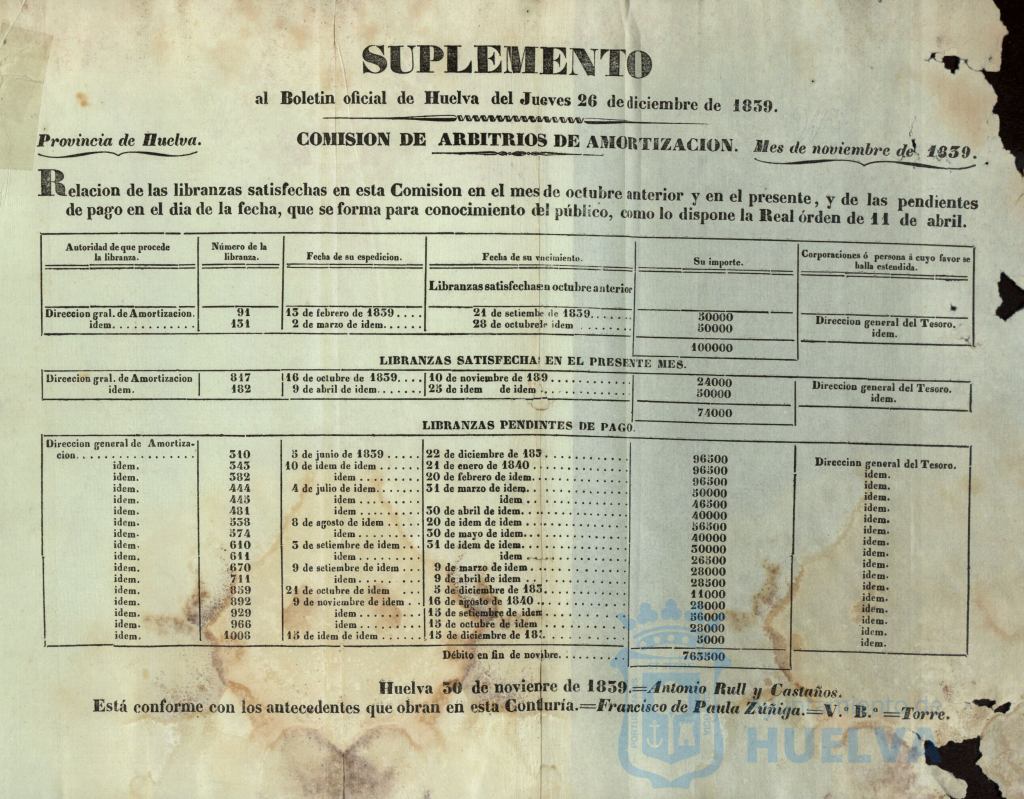 SUPLEMENTO
al Boletin oficial de Huelva del Jueves 26 de diciembre de 1839.
Provincia de Huelva. COMISION DE ARBITRIOS DE AMORTIZACION. Mes de noviembre de 1839.
Relacion de las libranzas satisfechas en esta Comision en el mes de octubre anterior y en el presente, y de las pendientes
de pago en el dia de la fecha, que se forma para conocimiento del público, como lo dispone la Real órden de 11 de abril.
Autoridad de que procede la libranza. Número de la libranza. Fecha de su espedicion. Fecha de su vncimiento. Su importe. Corporaciones ó persona á cuyo favor se halla estendida.
Libranzas satisfechas en octubre anterior
Direccion gral. de Amortizacion. 91 13 de febrero de 1839.... 21 de setiembe de 1839...... 50000 Direccion general del Tesoro.
idem........... 131 2 de marzo de idem...... 28 de octubre de idem ....... 50000 idem.
100000
LIBRANZAS SATISFECHAS EN EL PRESENTE MES.
Direccion gral. de Amortizacion 817 16 de octubre de 1839.... 10 de noviembre de 189........... 24000 Direccion general del Tesoro.
idem. 182 9 de abril de idem....... 25 de idem de idem............. 50000 idem.
74000
LIBRANZAS PENDINTES DE PAGO.
Direccion general de Amortiza-
cion................. 310 5 de junio de 1839..... 22 de diciembre de 183........... 96500 Direccinn general del Tesoro.
idem. 343 10 de idem de idem..... 21 de enero de 1840............ 96500 idem.
idem. 382 idem........ 20 de febrero de idem........... 96500 idem.
idem. 444 4 de julio de idem...... 31 de marzo de idem........... 50000 idem.
idem. 445 idem........ idem........... 46500 idem.
idem. 481 idem........ 30 de abril de idem........... 40000 idem.
idem. 538 8 de agosto de idem.... 20 de idem de idem........... 56500 idem.
idem. 574 idem........ 30 de mayo de idem........... 40000 idem.
idem. 610 3 de setiembre de idem... 31 de idem de idem........... 50000 idem.
idem. 611 idem........ idem........... 26500 idem.
idem. 670 9 de setiembre de idem... 9 de marzo de idem........... 28000 idem.
idem. 711 idem........ 9 de abril de idem........... 28500 idem.
idem. 859 21 de octubre de idem... 3 de diciembre de 183........... 11000 idem.
idem. 892 9 de noviembre de idem.. 16 de agosto de 1840........... 28000 idem.
idem. 929 idem........ 15 de setiembre de idem........... 36000 idem.
idem. 966 idem........ 15 de octubre de idem........... 28000 idem.
idem. 1008 15 de idem de idem..... 15 de diciembre de 18........... 5000 idem.
Débito en fin de novibre......... 763500
Huelva 30 de novienre de 1839.=Antonio Rull y Castaños.
Está conforme con los antecedentes que obran en esta Conturía.=Francisco de Paula Zúñiga.=V.º B.º=Torre.
HUELVA